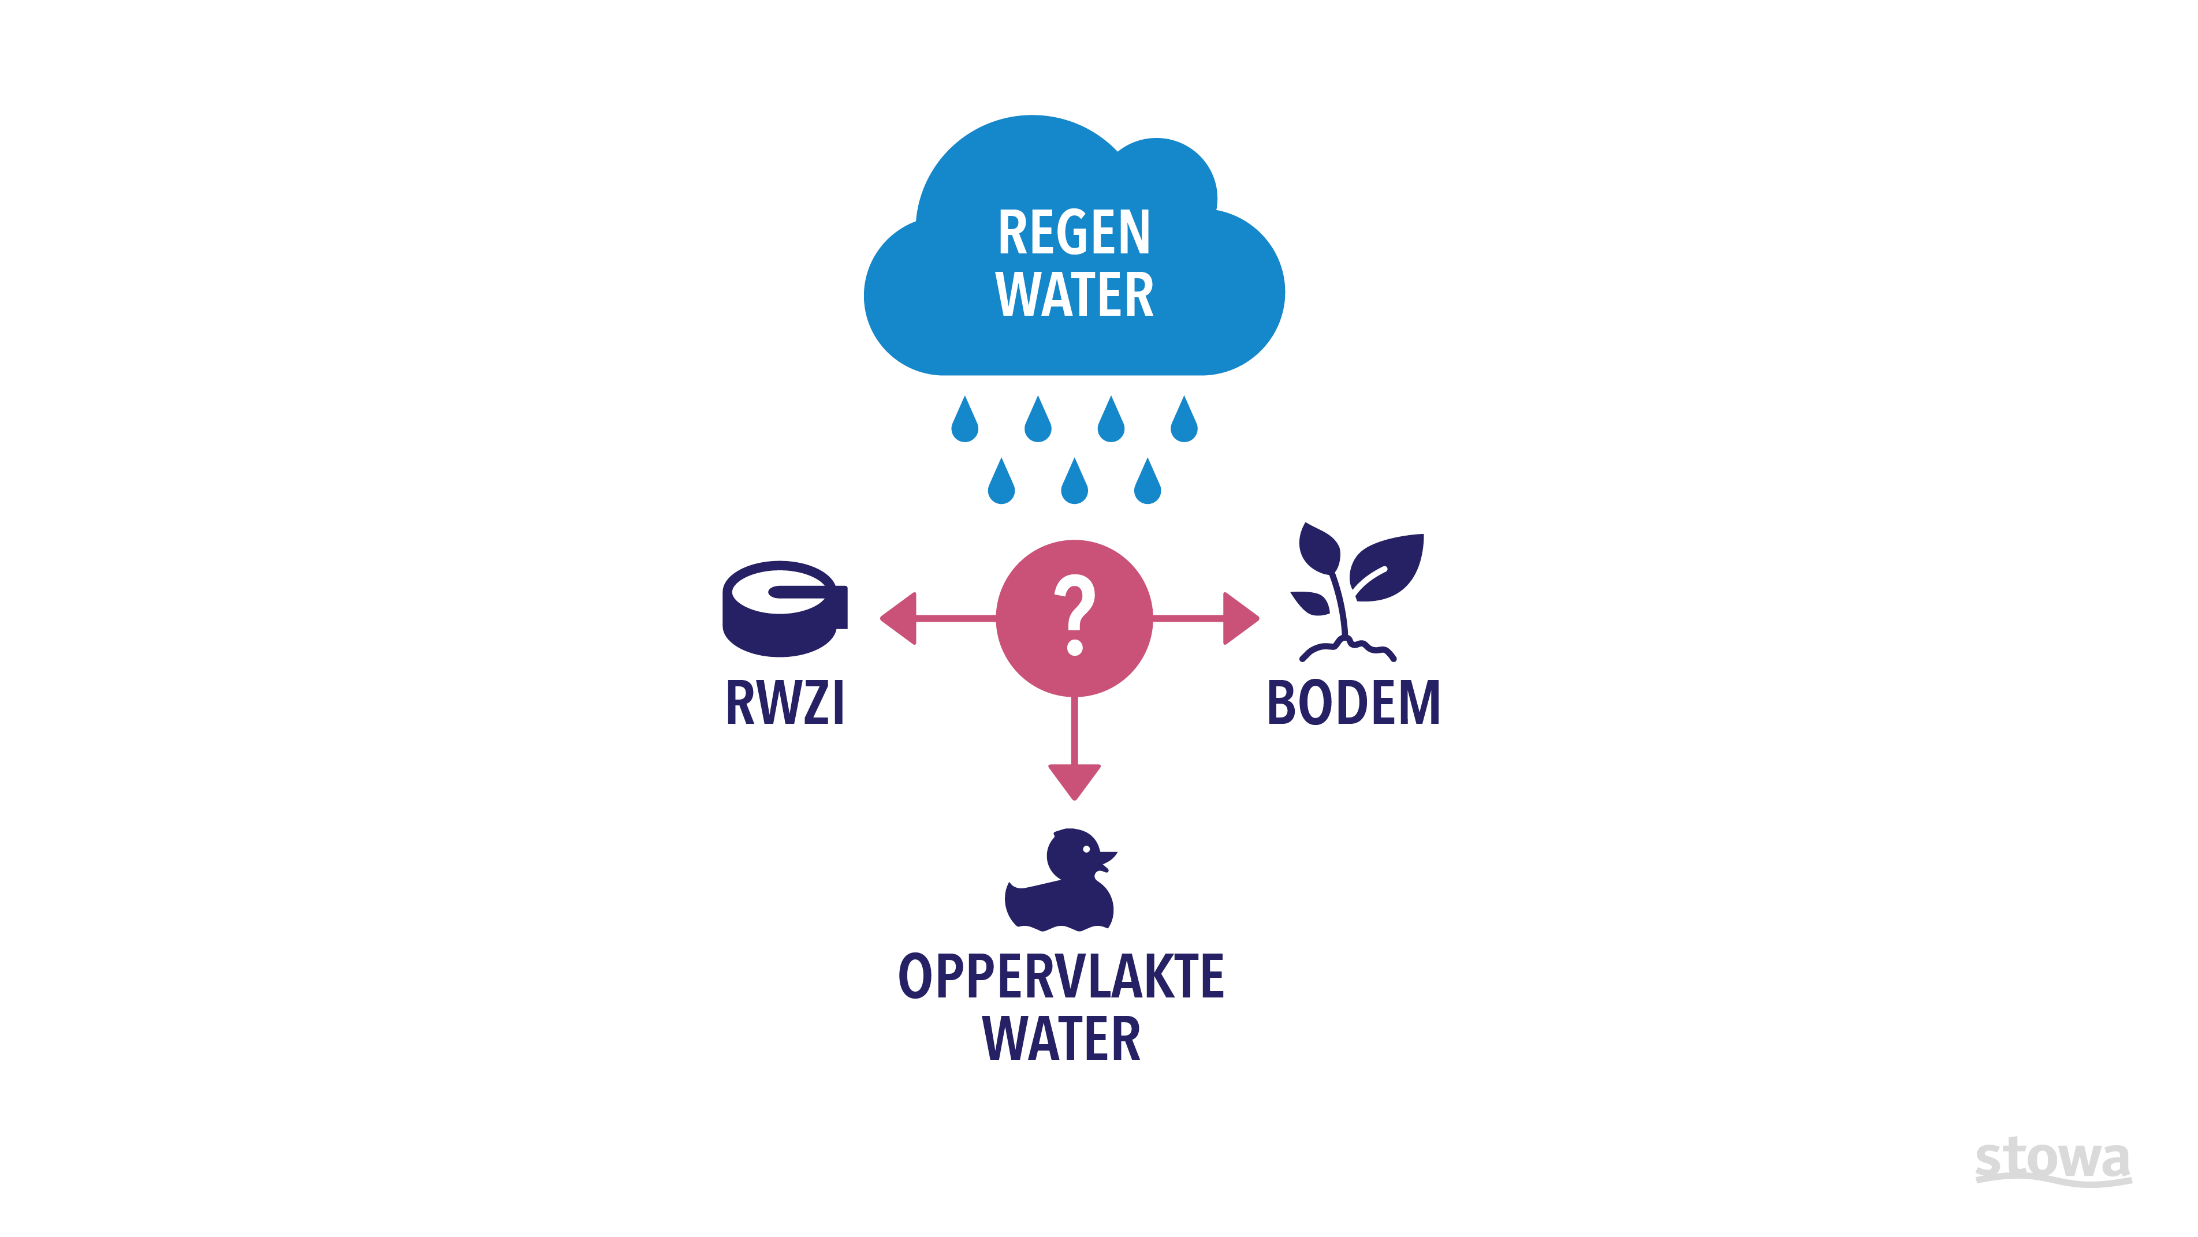 REGEN
WATER
?
RWZI
BODEM
OPPERVLAKTE
WATER
stowa